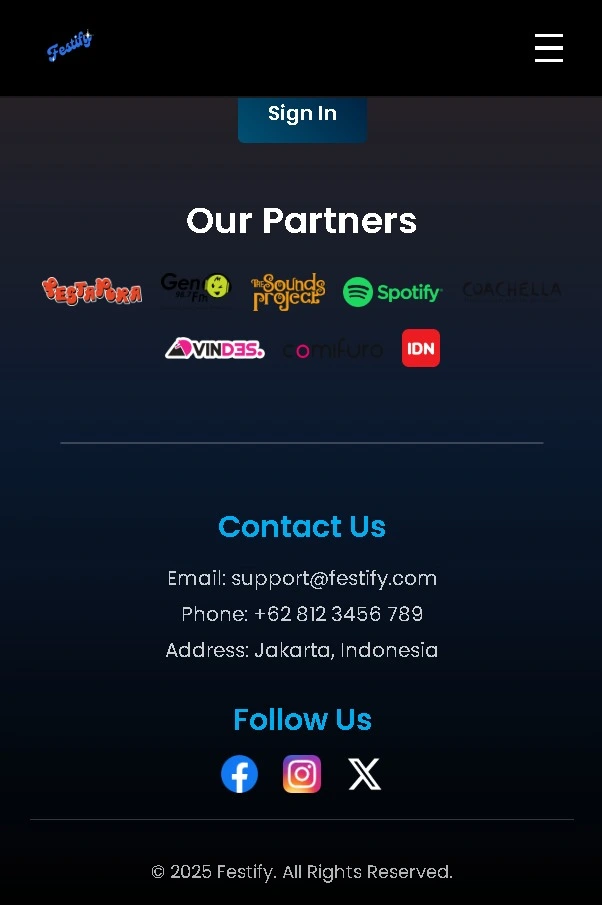 Festify
Sign In
Our Partners
PESTAPORA
Gen FM
THE Sounds project
Spotify
COACHELLA
VINDES.
comifuro
IDN
Contact Us
Email: support@festify.com
Phone: +62 812 3456 789
Address: Jakarta, Indonesia
Follow Us
© 2025 Festify. All Rights Reserved.